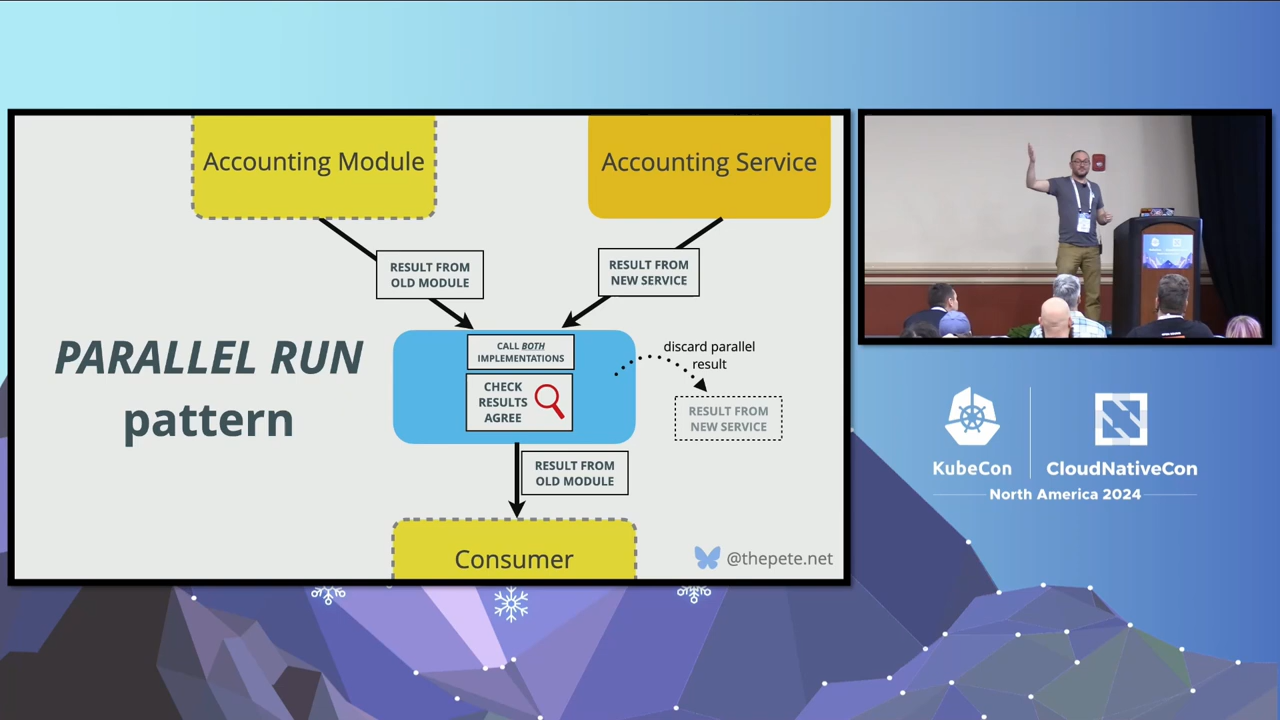 Accounting Module
Accounting Service
RESULT FROM
OLD MODULE
RESULT FROM
NEW SERVICE
PARALLEL RUN
pattern
CALL BOTH
IMPLEMENTATIONS
CHECK
RESULTS
AGREE
discard parallel
result
RESULT FROM
NEW SERVICE
RESULT FROM
OLD MODULE
Consumer
@thepete.net
KubeCon
CloudNativeCon
North America 2024